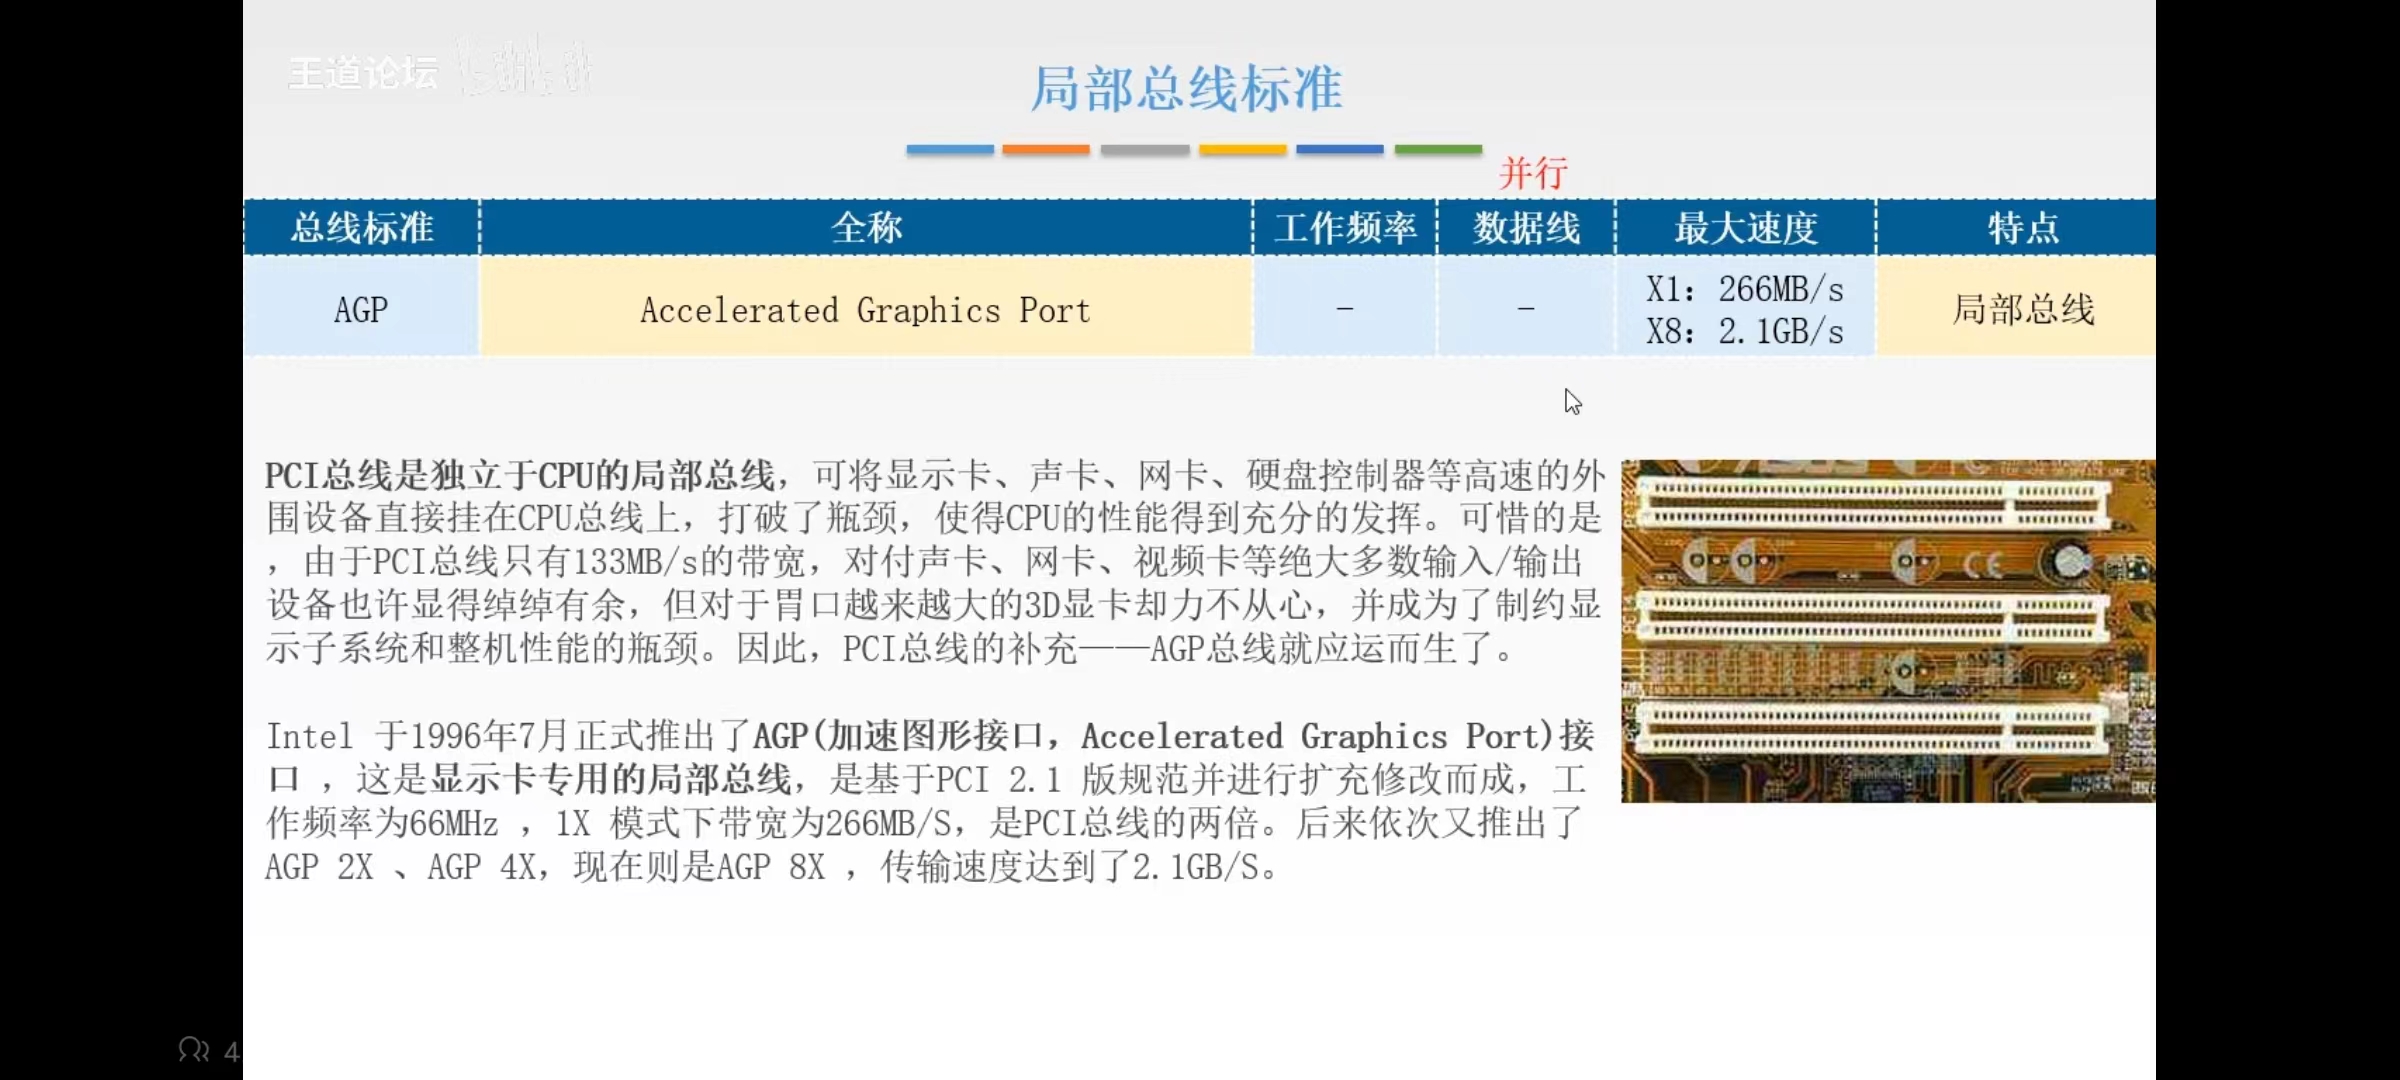 王道论坛
局部总线标准
并行
总线标准 全称 工作频率 数据线 最大速度 特点
AGP Accelerated Graphics Port - - X1：266MB/s 局部总线
X8：2.1GB/s
PCI总线是独立于CPU的局部总线，可将显示卡、声卡、网卡、硬盘控制器等高速的外
围设备直接挂在CPU总线上，打破了瓶颈，使得CPU的性能得到充分的发挥。可惜的是
，由于PCI总线只有133MB/s的带宽，对付声卡、网卡、视频卡等绝大多数输入/输出
设备也许显得绰绰有余，但对于胃口越来越大的3D显卡却力不从心，并成为了制约显
示子系统和整机性能的瓶颈。因此，PCI总线的补充——AGP总线就应运而生了。
Intel 于1996年7月正式推出了AGP(加速图形接口，Accelerated Graphics Port)接
口 ，这是显示卡专用的局部总线，是基于PCI 2.1 版规范并进行扩充修改而成，工
作频率为66MHz ，1X 模式下带宽为266MB/S，是PCI总线的两倍。后来依次又推出了
AGP 2X 、AGP 4X，现在则是AGP 8X ，传输速度达到了2.1GB/S。
4